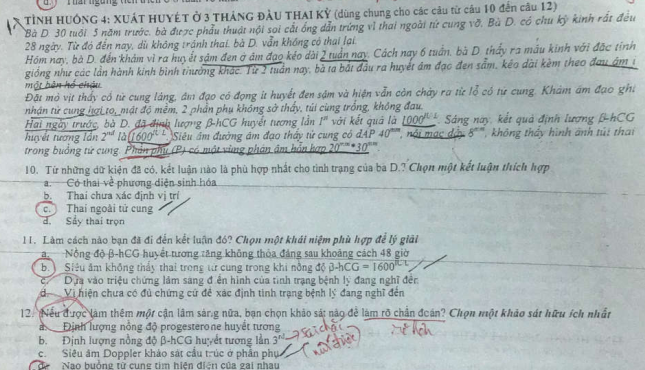 TÌNH HUỐNG 4: XUẤT HUYẾT Ở 3 THÁNG ĐẦU THAI KỲ (dùng chung cho các câu từ câu 10 đến câu 12)
Bà D. 30 tuổi. 5 năm trước, bà được phẫu thuật nội soi cắt ống dẫn trứng vì thai ngoài tử cung vỡ. Bà D. có chu kỳ kinh rất đều
28 ngày. Từ đó đến nay, dù không tránh thai, bà D. vẫn không có thai lại.
Hôm nay, bà D. đến khám vì ra huyết sậm đen ở âm đạo kéo dài 2 tuần nay. Cách nay 6 tuần, bà D. thấy ra máu kinh với đặc tính
giống như các lần hành kinh bình thường khác. Từ 2 tuần nay, bà ta bắt đầu ra huyết âm đạo đen sẫm, kéo dài kèm theo đau âm ỉ
một bên hố chậu.
Đặt mỏ vịt thấy cổ tử cung láng, âm đạo có đọng ít huyết đen sậm và hiện vẫn còn chảy ra từ lỗ cổ tử cung. Khám âm đạo ghi
nhận tử cung hơi to, mật độ mềm, 2 phần phụ không sờ thấy, túi cùng trống, không đau.
Hai ngày trước, bà D. đã định lượng β-hCG huyết tương lần 1st với kết quả là 1000 IU/L. Sáng nay, kết quả định lượng β-hCG
huyết tương lần 2nd là 1600 IU/L. Siêu âm đường âm đạo thấy tử cung có dAP 40mm, nội mạc dày 8mm, không thấy hình ảnh túi thai
trong buồng tử cung. Phần phụ (P) có một vùng phản âm hỗn hợp 20mm*30mm
10. Từ những dữ kiện đã có, kết luận nào là phù hợp nhất cho tình trạng của bà D.? Chọn một kết luận thích hợp
a. Có thai về phương diện sinh hóa
b. Thai chưa xác định vị trí
c. Thai ngoài tử cung
d. Sẩy thai trọn
11. Làm cách nào bạn đã đi đến kết luận đó? Chọn một khái niệm phù hợp để lý giải
a. Nồng độ β-hCG huyết tương tăng không thỏa đáng sau khoảng cách 48 giờ
b. Siêu âm không thấy thai trong tử cung trong khi nồng độ β-hCG = 1600 IU/L
c. Dựa vào triệu chứng lâm sàng điển hình của tình trạng bệnh lý đang nghĩ đến
d. Vì hiện chưa có đủ chứng cứ để xác định tình trạng bệnh lý đang nghĩ đến
12. Nếu được làm thêm một cận lâm sàng nữa, bạn chọn khảo sát nào để làm rõ chẩn đoán? Chọn một khảo sát hữu ích nhất
a. Định lượng nồng độ progesterone huyết tương
b. Định lượng nồng độ β-hCG huyết tương lần 3rd
c. Siêu âm Doppler khảo sát cấu trúc ở phần phụ
d. Nạo buồng tử cung tìm hiện diện của gai nhau